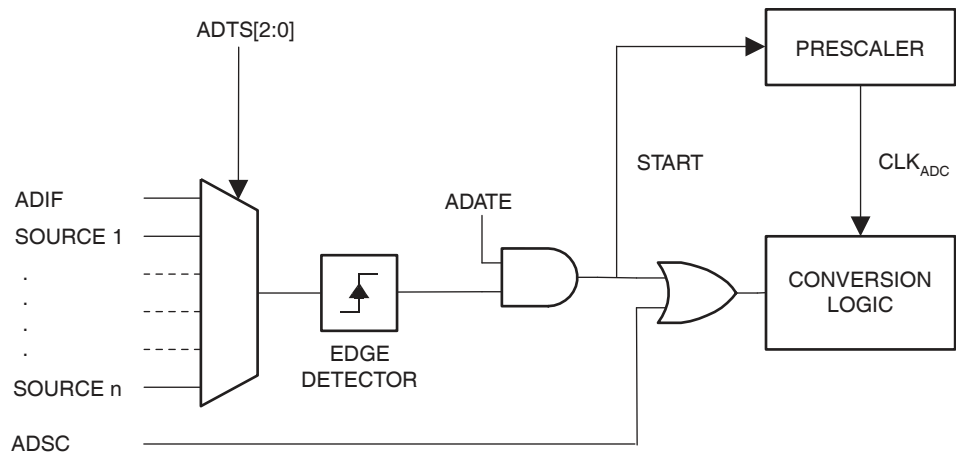 ADTS[2:0]
PRESCALER
START
CLKADC
ADIF
ADATE
SOURCE 1
.
.
.
.
CONVERSION
LOGIC
EDGE
DETECTOR
SOURCE n
ADSC